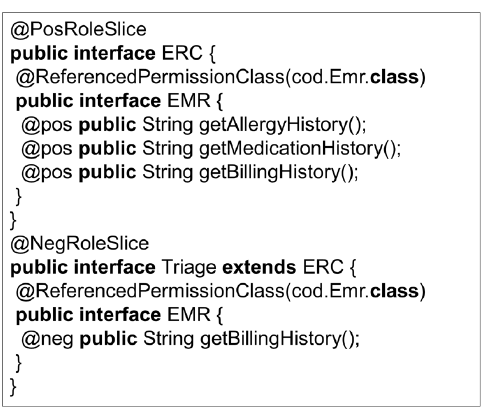 @PosRoleSlice
public interface ERC {
@ReferencedPermissionClass(cod.Emr.class)
public interface EMR {
@pos public String getAllergyHistory();
@pos public String getMedicationHistory();
@pos public String getBillingHistory();
}
}
@NegRoleSlice
public interface Triage extends ERC {
@ReferencedPermissionClass(cod.Emr.class)
public interface EMR {
@neg public String getBillingHistory();
}
}